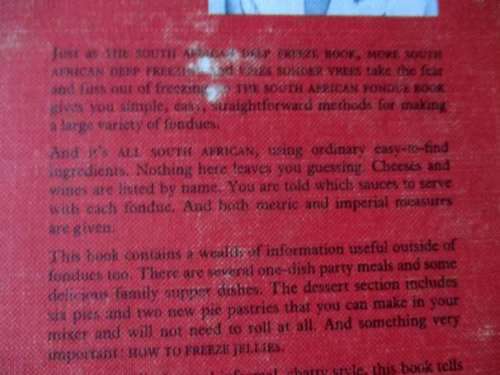 Just as THE SOUTH AFRICAN DEEP FREEZE BOOK, MORE SOUTH
AFRICAN DEEP FREEZING and VRIES SONDER VREES take the fear
and fuss out of freezing, so THE SOUTH AFRICAN FONDUE BOOK
gives you simple, easy, straightforward methods for making
a large variety of fondues.
And it's ALL SOUTH AFRICAN, using ordinary easy-to-find
ingredients. Nothing here leaves you guessing. Cheeses and
wines are listed by name. You are told which sauces to serve
with each fondue. And both metric and imperial measures
are given.
This book contains a wealth of information useful outside of
fondues too. There are several one-dish party meals and some
delicious family supper dishes. The dessert section includes
six pies and two new pie pastries that you can make in your
mixer and will not need to roll at all. And something very
important: HOW TO FREEZE JELLIES.
informal, chatty style, this book tells